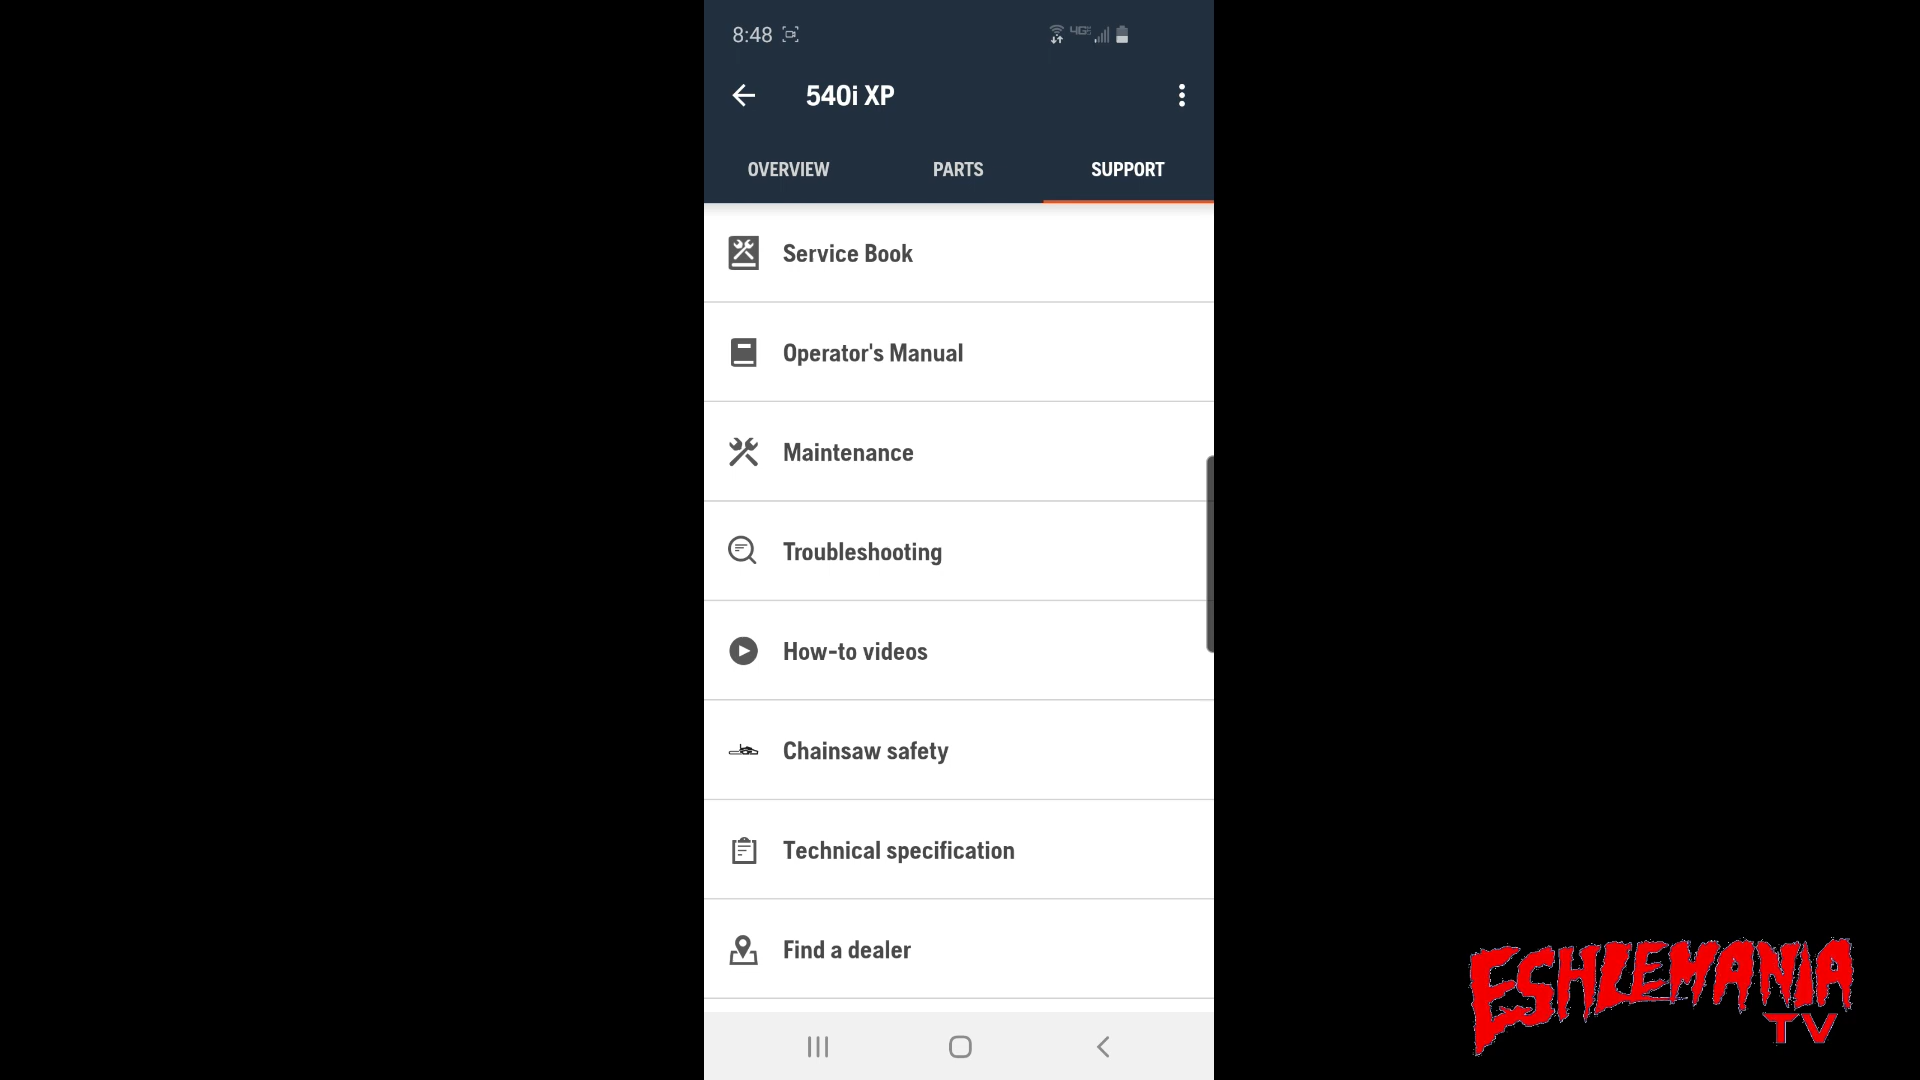 8:48
4G
540i XP
OVERVIEW PARTS SUPPORT
Service Book
Operator's Manual
Maintenance
Troubleshooting
How-to videos
Chainsaw safety
Technical specification
Find a dealer
ESHLEMANIA
TV